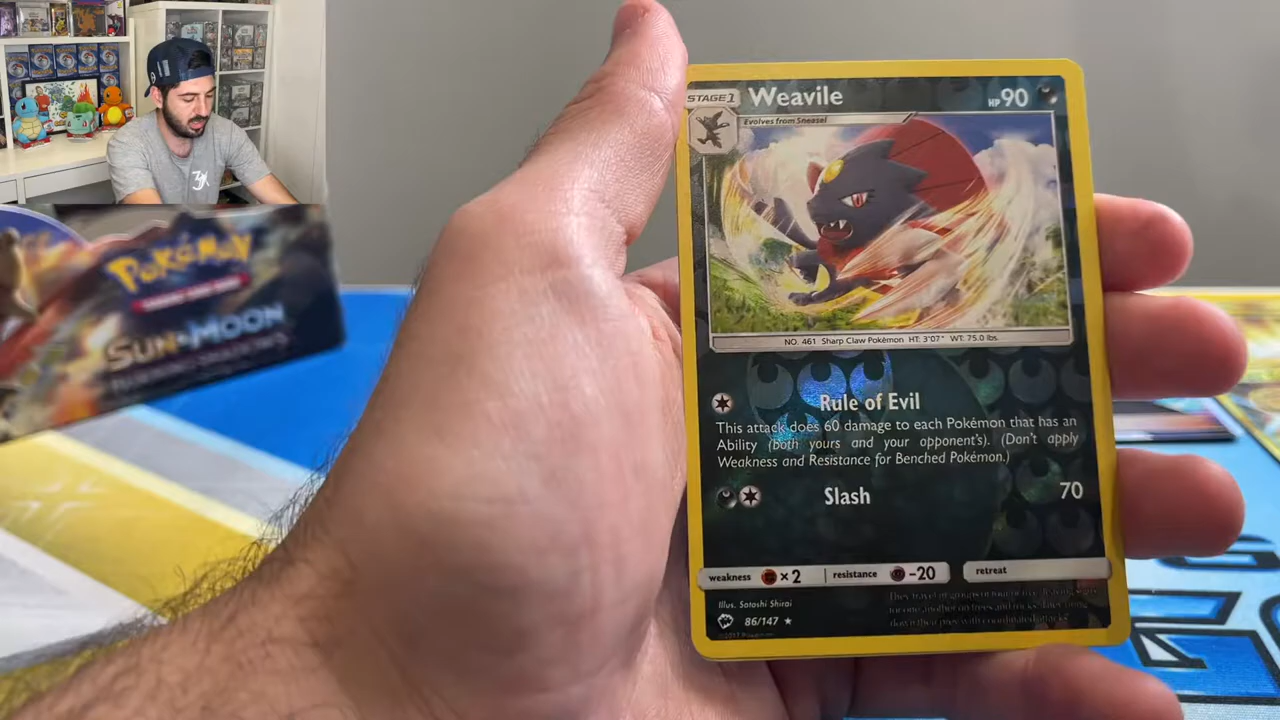 POKéMON
SUN & MOON
STAGE 1
Weavile
HP 90
Evolves from Sneasel
NO. 461 Sharp Claw Pokémon HT: 3'07" WT: 75.0 lbs.
Rule of Evil
This attack does 60 damage to each Pokémon that has an
Ability (both yours and your opponent's). (Don't apply
Weakness and Resistance for Benched Pokémon.)
Slash 70
weakness ×2 resistance -20 retreat
Illus. Satoshi Shirai
86/147 ★